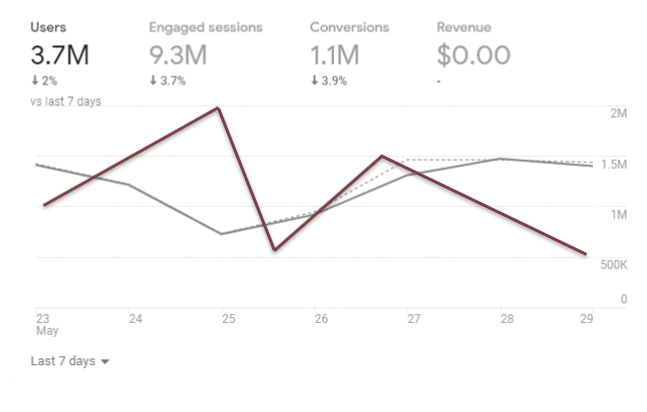 Users Engaged sessions Conversions Revenue
3.7M 9.3M 1.1M $0.00
↓ 2% ↓ 3.7% ↓ 3.9% -
vs last 7 days
2M
1.5M
1M
500K
0
23 24 25 26 27 28 29
May
Last 7 days